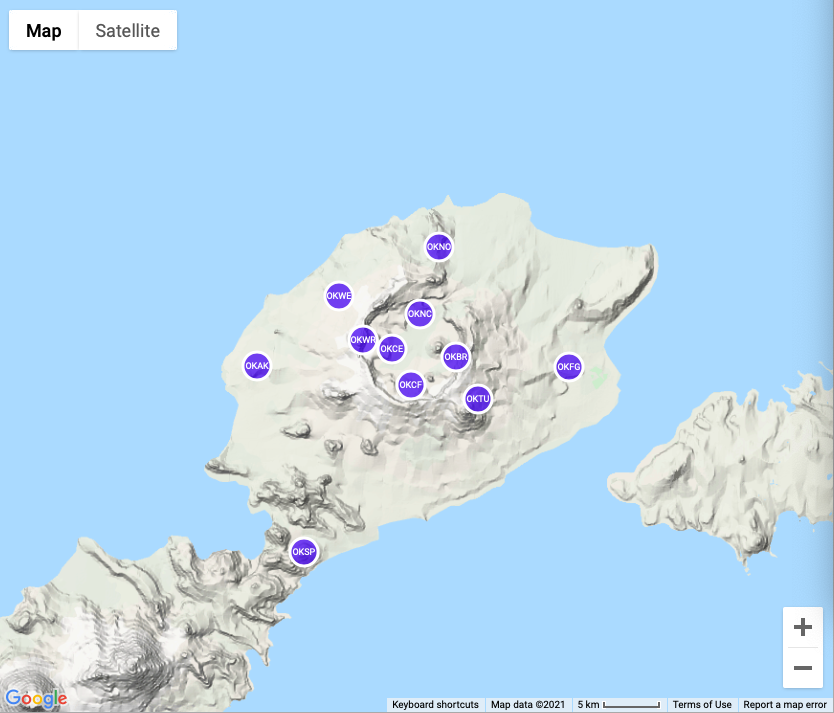 Map Satellite
OKNO
OKWE
OKNC
OKWR
OKCE
OKBR
OKAK
OKFG
OKCF
OKTU
OKSP
Google
Keyboard shortcuts Map data ©2021 5 km Terms of Use Report a map error